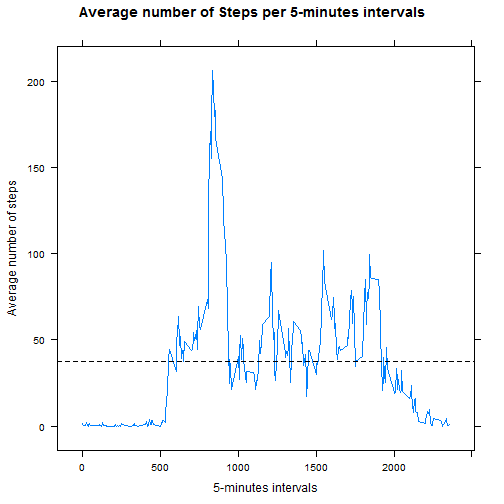 Average number of Steps per 5-minutes intervals
Average number of steps
200
150
100
50
0
0 500 1000 1500 2000
5-minutes intervals